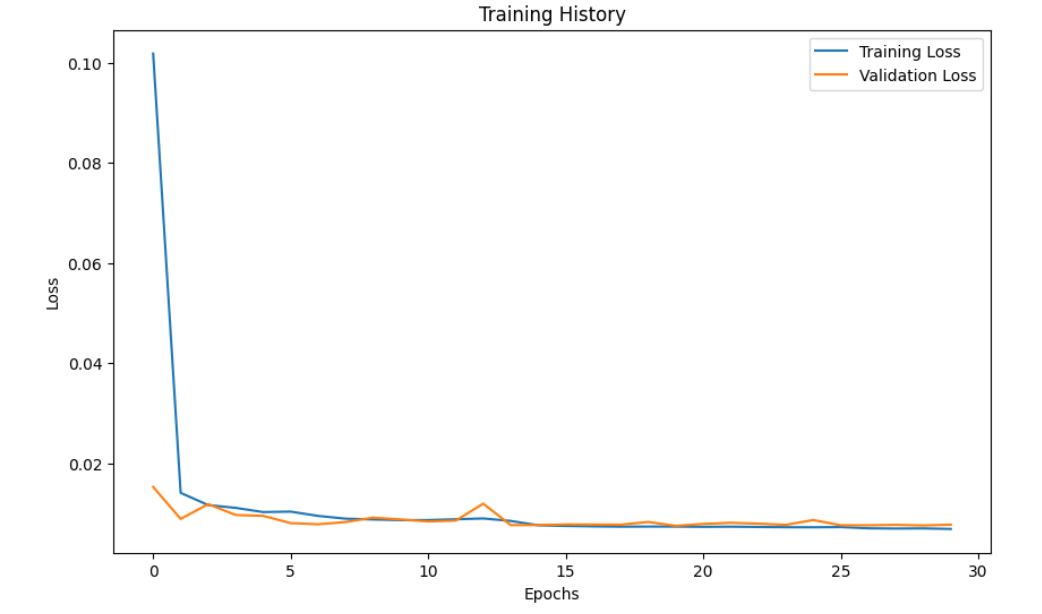 Training History
Training Loss
Validation Loss
0.10
0.08
0.06
0.04
0.02
Loss
0 5 10 15 20 25 30
Epochs